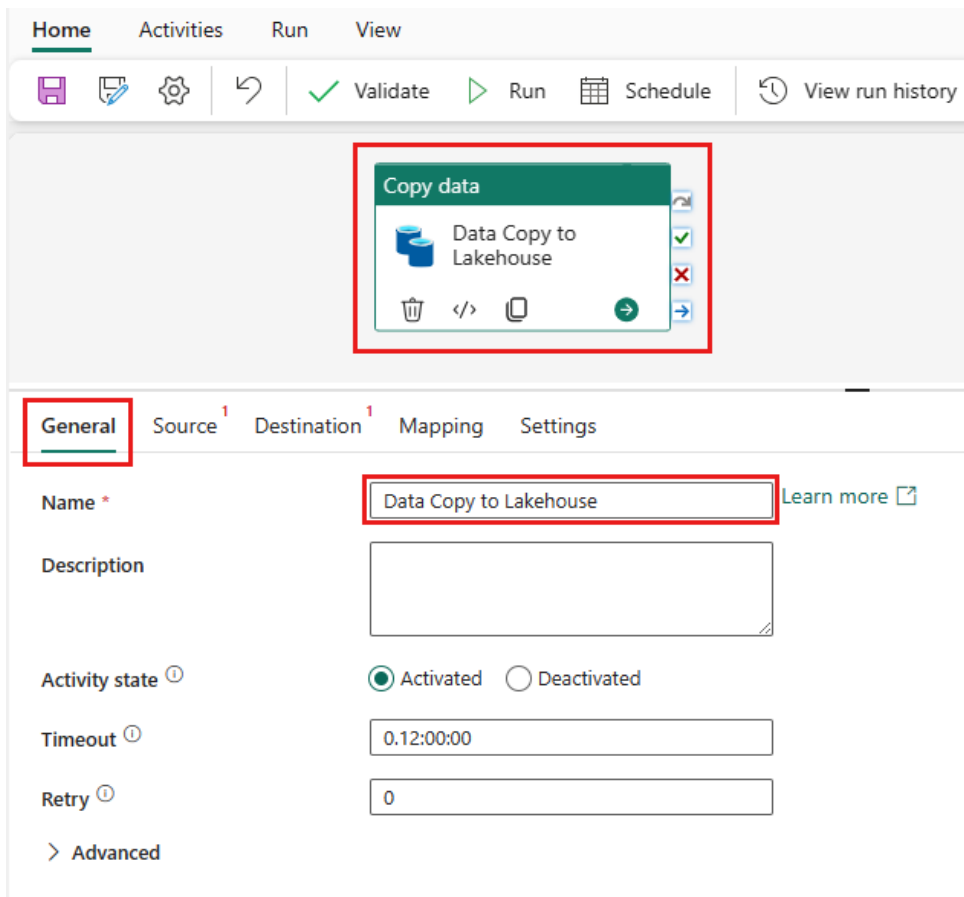 Home Activities Run View
Validate Run Schedule View run history
Copy data
Data Copy to
Lakehouse
</>
General Source 1 Destination 1 Mapping Settings
Name * Data Copy to Lakehouse Learn more
Description
Activity state Activated Deactivated
Timeout 0.12:00:00
Retry 0
Advanced